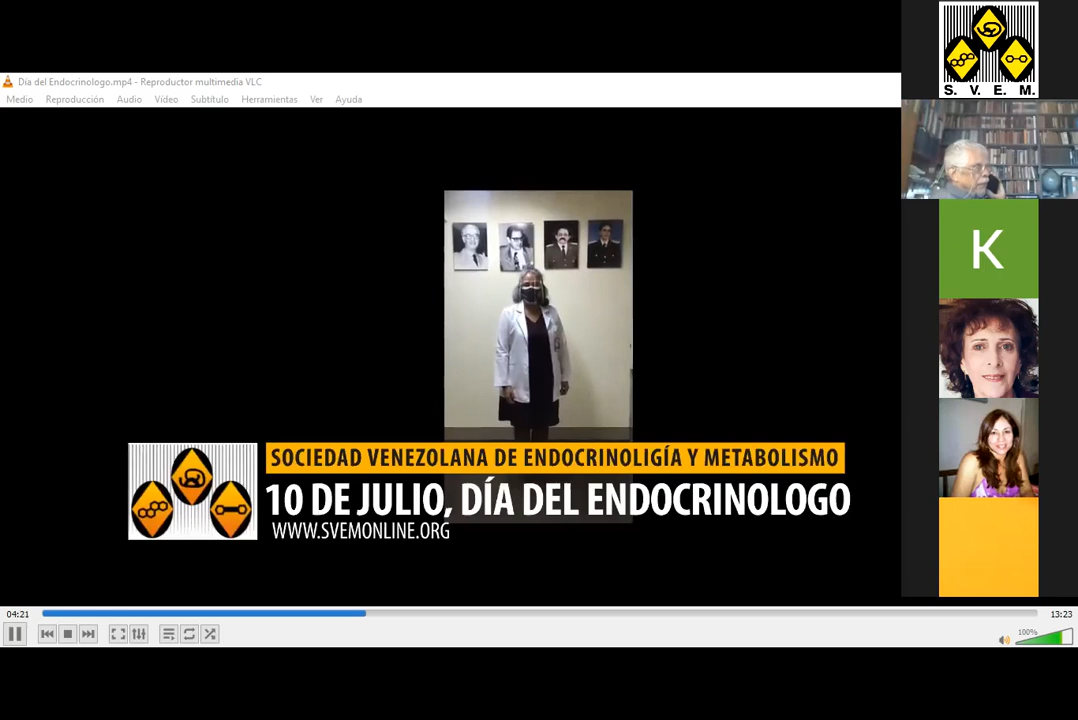 Día del Endocrinologo.mp4 - Reproductor multimedia VLC
Medio Reproducción Audio Vídeo Subtítulo Herramientas Ver Ayuda
S. V. E. M.
K
SOCIEDAD VENEZOLANA DE ENDOCRINOLIGÍA Y METABOLISMO
10 DE JULIO, DÍA DEL ENDOCRINOLOGO
WWW.SVEMONLINE.ORG
04:21
13:23
100%